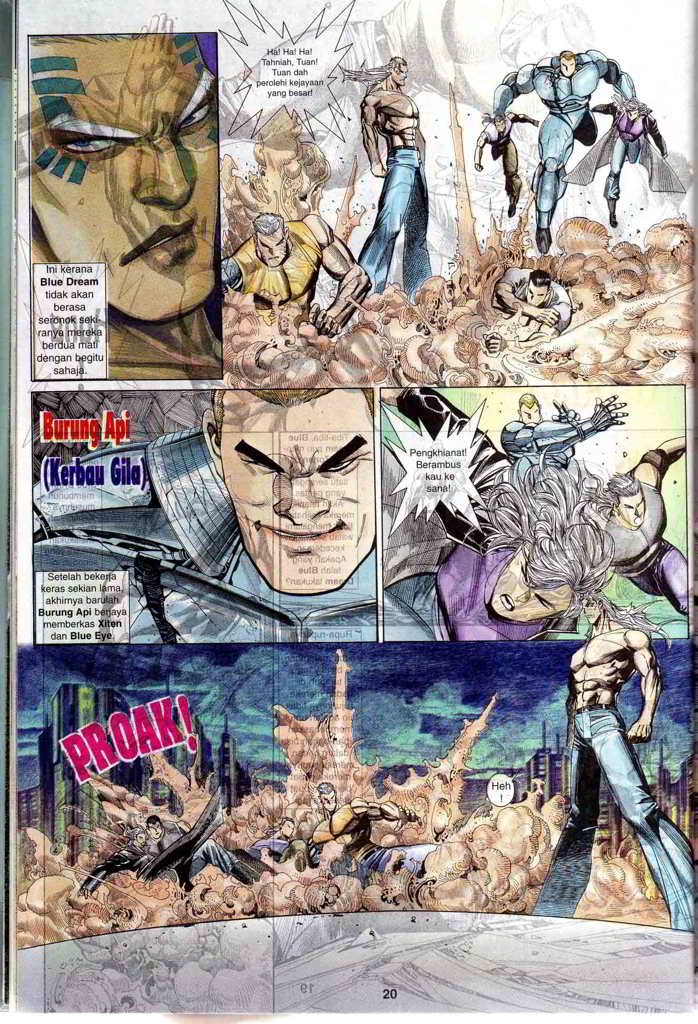 Ha! Ha! Ha!
Tahniah, Tuan!
Tuan dah
perolehi kejayaan
yang besar!
Ini kerana
Blue Dream
tidak akan
berasa
seronok seki-
ranya mereka
berdua mati
dengan begitu
sahaja.
Burung Api
(Kerbau Gila)
Setelah bekerja
keras sekian lama,
akhirnya barulah
Burung Api berjaya
memberkas Xiten
dan Blue Eye.
Pengkhianat!
Berambus
kau ke
sana!
PROAK!
Heh
!
20